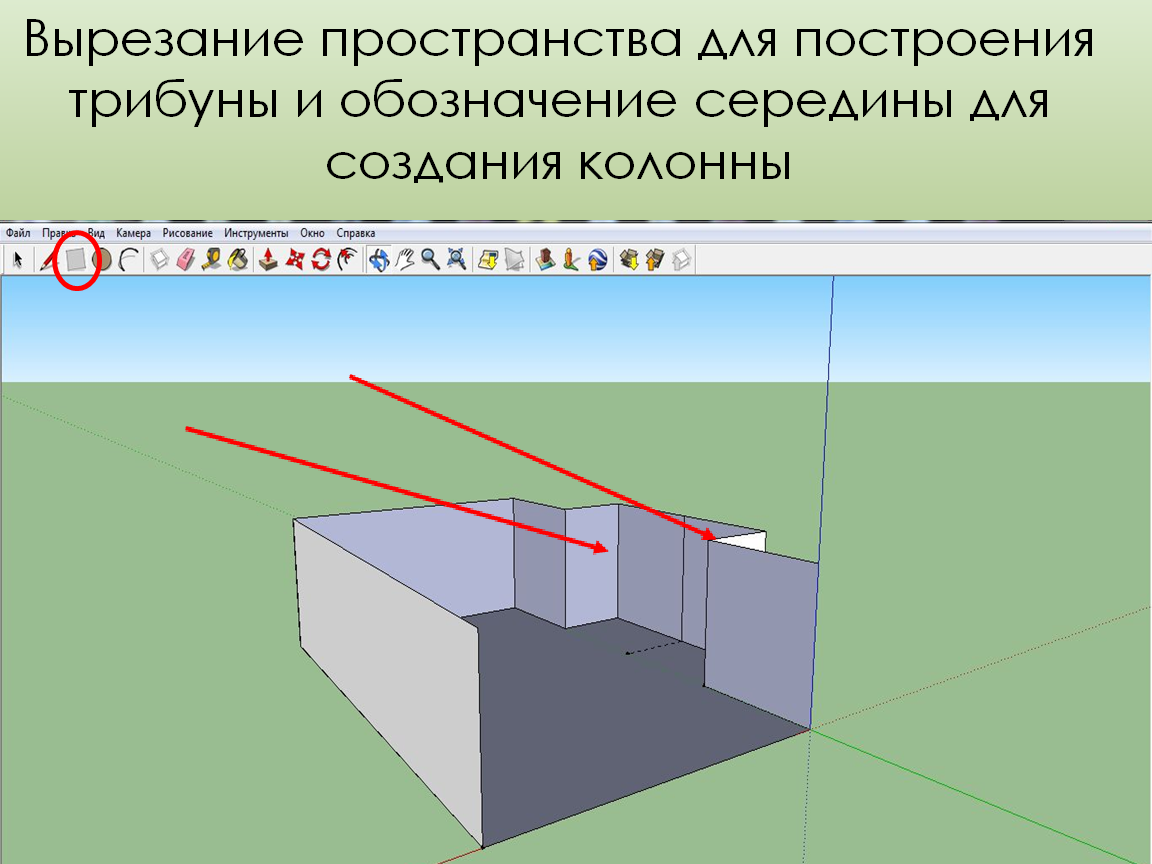 Вырезание пространства для построения
трибуны и обозначение середины для
создания колонны
Файл Правка Вид Камера Рисование Инструменты Окно Справка